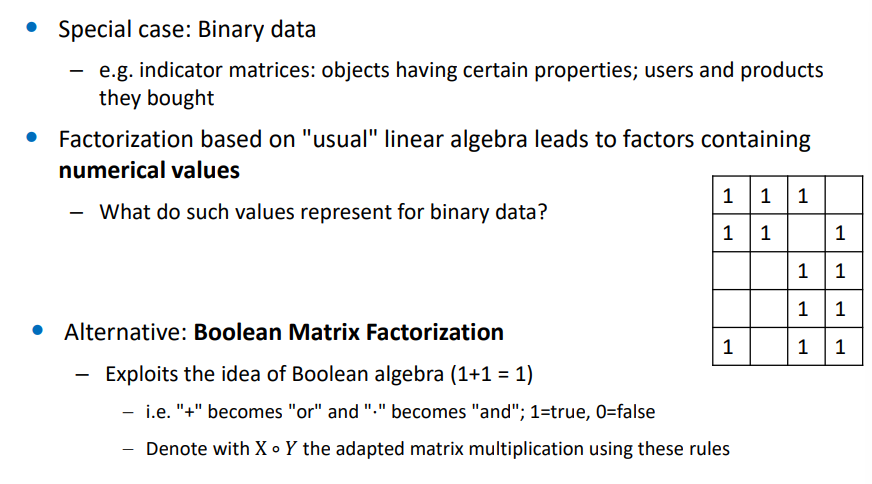 • Special case: Binary data
– e.g. indicator matrices: objects having certain properties; users and products
they bought
• Factorization based on "usual" linear algebra leads to factors containing
numerical values
– What do such values represent for binary data?
1 1 1
1 1 1
1 1
1 1
1 1 1
• Alternative: Boolean Matrix Factorization
– Exploits the idea of Boolean algebra (1+1 = 1)
– i.e. "+" becomes "or" and "·" becomes "and"; 1=true, 0=false
– Denote with X ∘ Y the adapted matrix multiplication using these rules